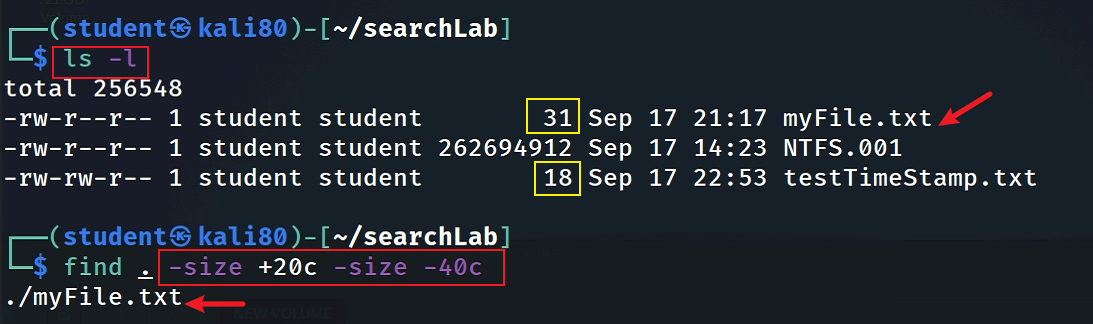 ┌──(student㉿kali80)-[~/searchLab]
└─$ ls -l
total 256548
-rw-r--r-- 1 student student        31 Sep 17 21:17 myFile.txt
-rw-r--r-- 1 student student 262694912 Sep 17 14:23 NTFS.001
-rw-rw-r-- 1 student student        18 Sep 17 22:53 testTimeStamp.txt
┌──(student㉿kali80)-[~/searchLab]
└─$ find . -size +20c -size -40c
./myFile.txt
NEW VOLUME